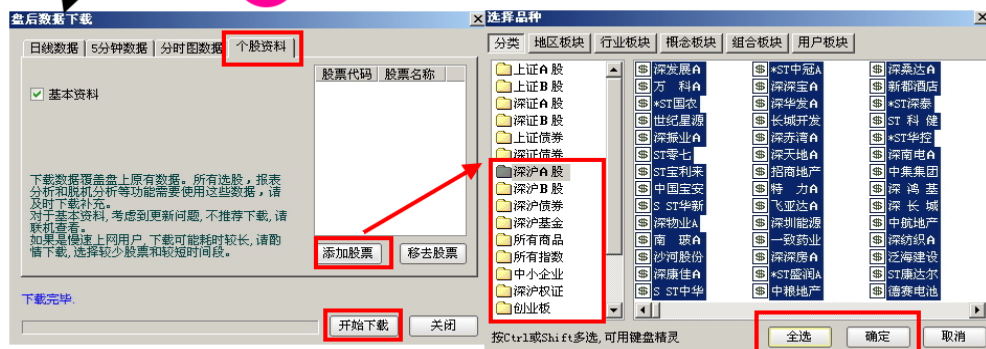 盘后数据下载
日线数据 5分钟数据 分时图数据 个股资料
基本资料
股票代码 股票名称
下载数据覆盖盘上原有数据。所有选股，报表
分析和脱机分析等功能需要使用这些数据，请
及时下载补充。
对于基本资料，考虑到更新问题，不推荐下载，请
联机查看。
如果是慢速上网用户，下载可能耗时较长，请酌
情下载，选择较少股票和较短时间段。
添加股票 移去股票
下载完毕.
开始下载 关闭
选择品种
分类 地区板块 行业板块 概念板块 组合板块 用户板块
上证A股
上证B股
深证A股
深证B股
上证债券
深证债券
深沪A股
深沪B股
深沪债券
深沪基金
所有商品
所有指数
中小企业
深沪权证
创业板
深发展A *ST中冠A 深桑达A
万 科A 深深宝A 新都酒店
*ST国农 深华发A *ST深泰
世纪星源 长城开发 ST 科 健
深振业A 深赤湾A *ST华控
ST零七 深天地A 深南电A
ST宝利来 招商地产 中集集团
中国宝安 特 力A 深 鸿 基
S ST华新 飞亚达A 深 长 城
深物业A 深圳能源 中航地产
南 玻A 一致药业 深纺织A
沙河股份 深深房A 泛海建设
深康佳A *ST盛润A ST康达尔
S ST中华 中粮地产 德赛电池
按Ctrl或Shift多选,可用键盘精灵
全选 确定 取消